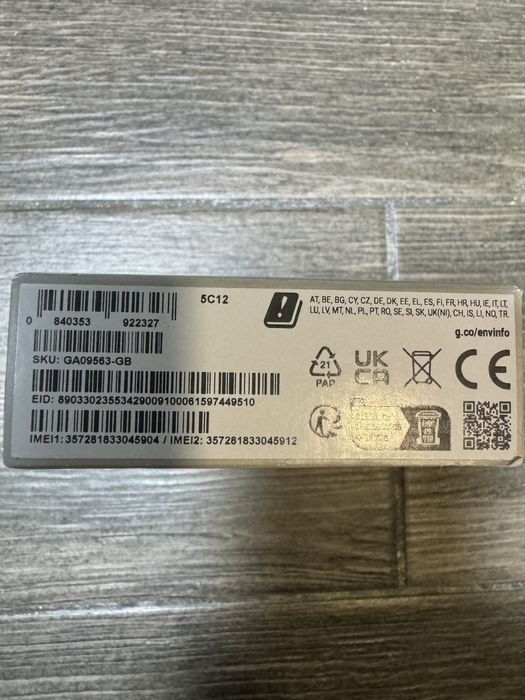 5C12
0 840353 922327
AT, BE, BG, CY, CZ, DE, DK, EE, EL, ES, FI, FR, HR, HU, IE, IT, LT,
LU, LV, MT, NL, PL, PT, RO, SE, SI, SK, UK(NI), CH, IS, LI, NO, TR.
g.co/envinfo
SKU: GA09563-GB
21
PAP
UK
CA
CE
EID: 89033023553429009100061597449510
FR
IMEI1: 357281833045904 / IMEI2: 357281833045912